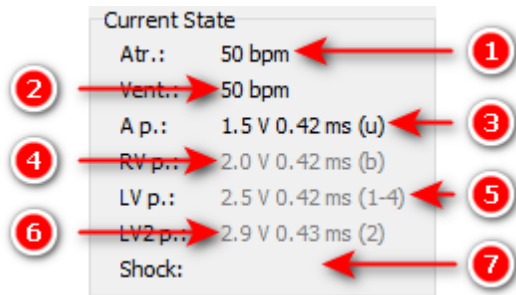 Current State
Atr.: 50 bpm 1
2 Vent.: 50 bpm
A p.: 1.5 V 0.42 ms (u) 3
4 RV p.: 2.0 V 0.42 ms (b)
LV p.: 2.5 V 0.42 ms (1-4) 5
6 LV2 p.: 2.9 V 0.43 ms (2)
Shock: 7